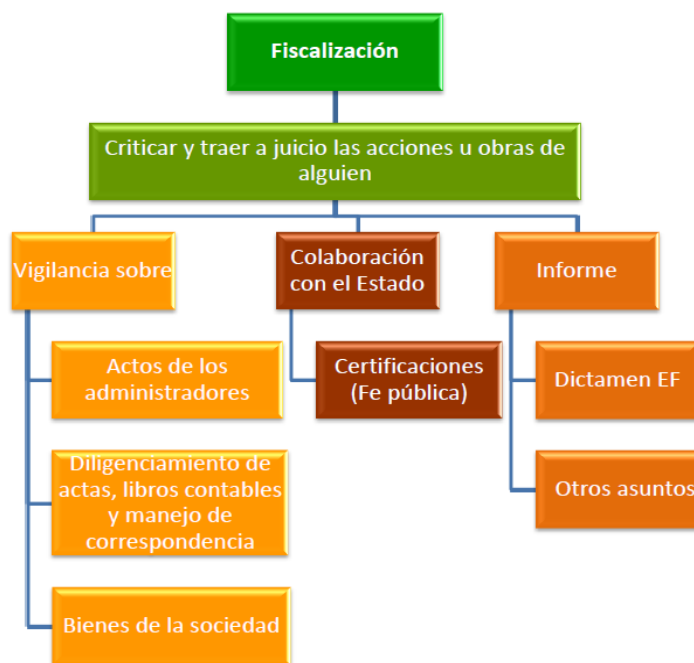 Fiscalización
Criticar y traer a juicio las acciones u obras de
alguien
Vigilancia sobre
Actos de los
administradores
Diligenciamiento de
actas, libros contables
y manejo de
correspondencia
Bienes de la sociedad
Colaboración
con el Estado
Certificaciones
(Fe pública)
Informe
Dictamen EF
Otros asuntos